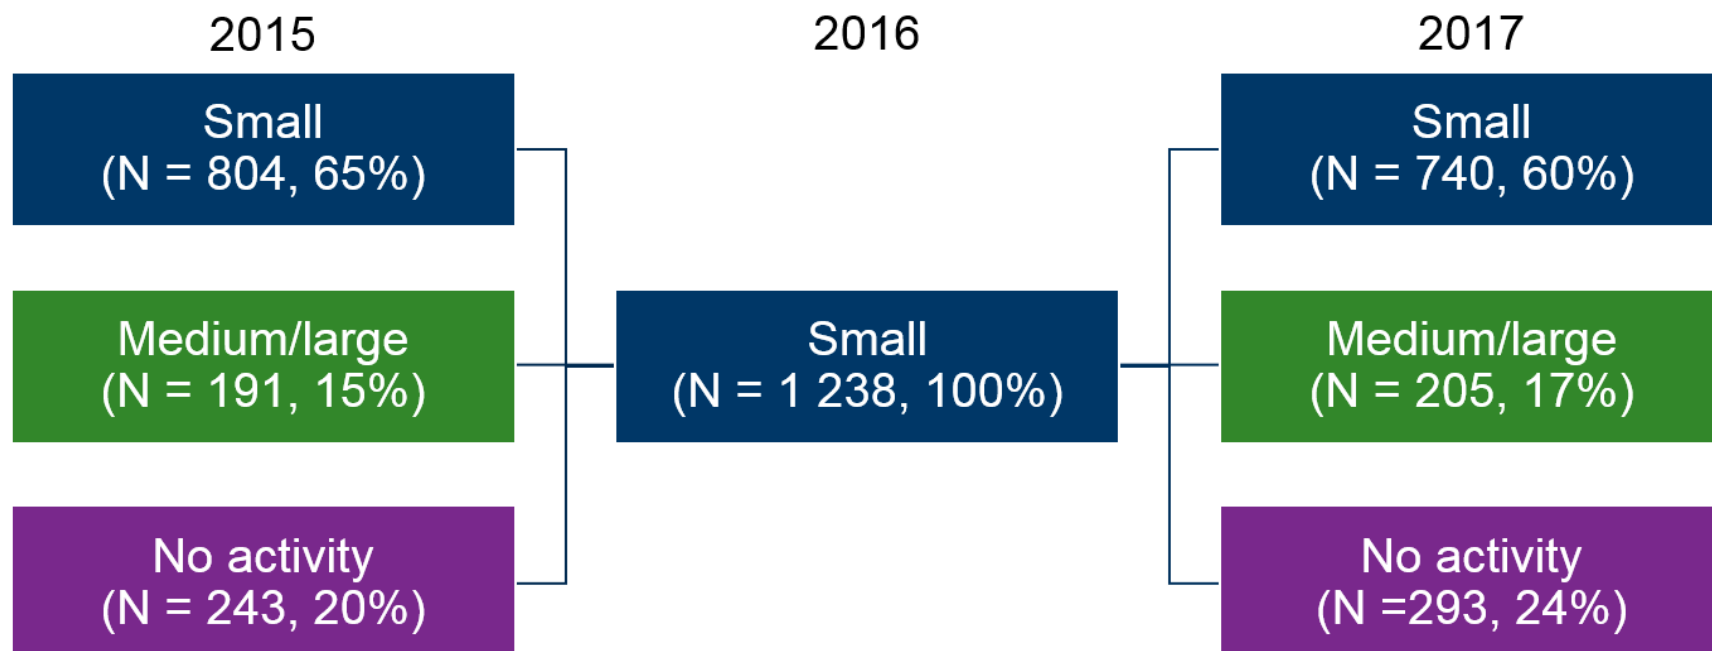 2015
2016
2017
Small
(N = 804, 65%)
Medium/large
(N = 191, 15%)
No activity
(N = 243, 20%)
Small
(N = 1 238, 100%)
Small
(N = 740, 60%)
Medium/large
(N = 205, 17%)
No activity
(N =293, 24%)